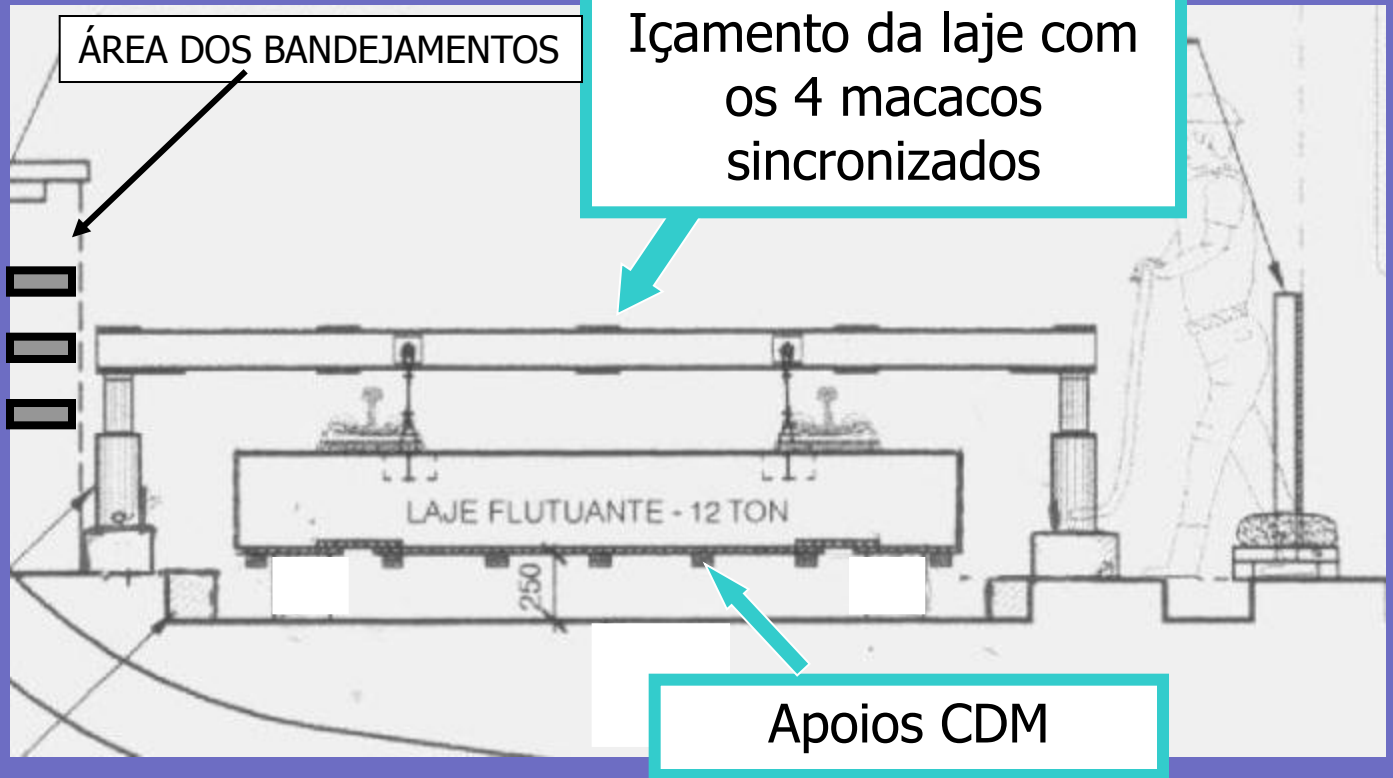 ÁREA DOS BANDEJAMENTOS
Içamento da laje com
os 4 macacos
sincronizados
LAJE FLUTUANTE - 12 TON
250
Apoios CDM